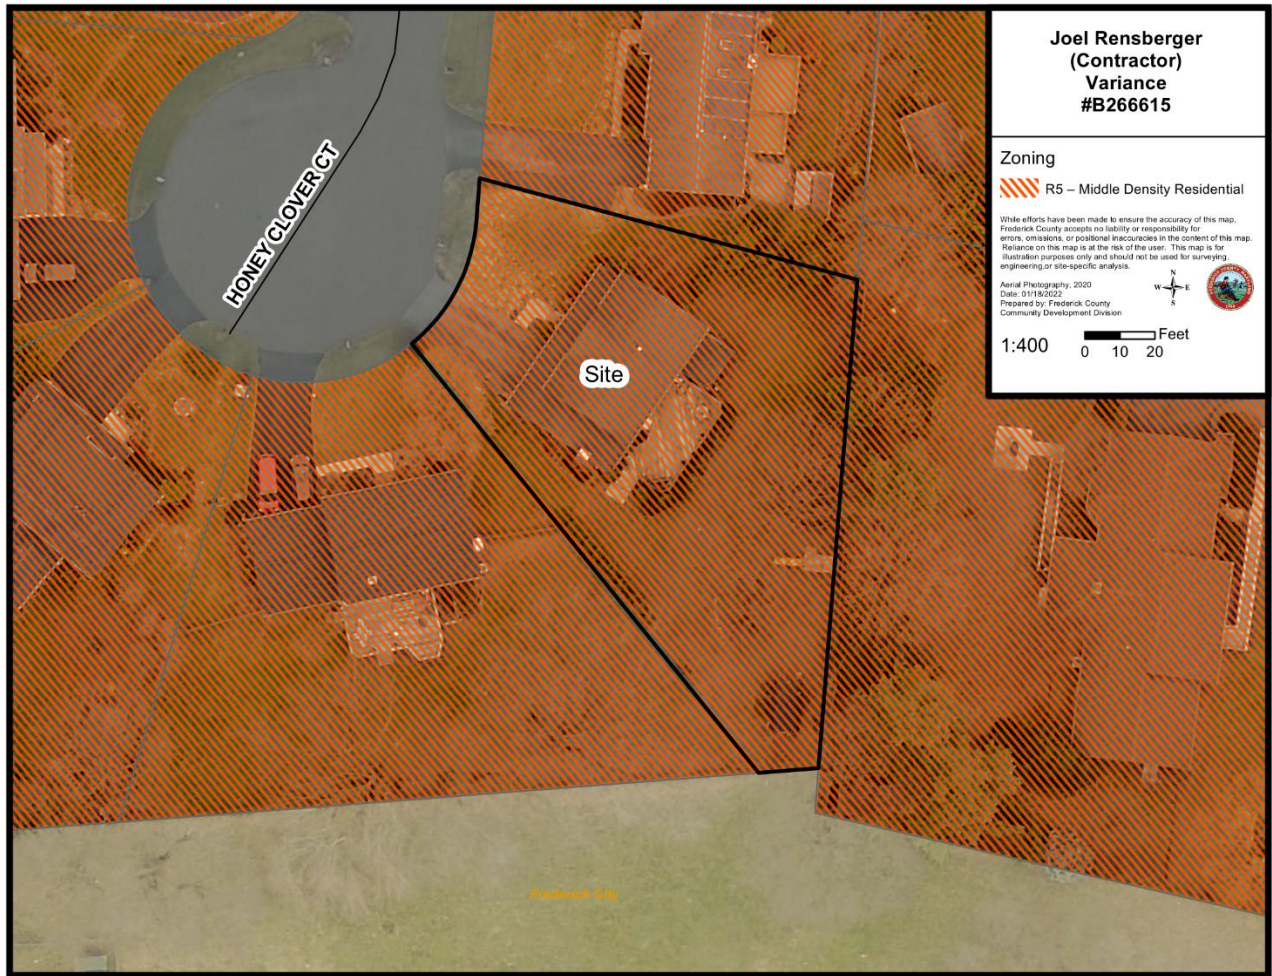 Joel Rensberger
(Contractor)
Variance
#B266615
Zoning
R5 – Middle Density Residential
While efforts have been made to ensure the accuracy of this map,
Frederick County accepts no liability or responsibility for
errors, omissions, or positional inaccuracies in the content of this map.
Reliance on this map is at the risk of the user. This map is for
illustration purposes only and should not be used for surveying,
engineering,or site-specific analysis.
Aerial Photography, 2020
Date: 01/18/2022
Prepared by: Frederick County
Community Development Division
N
W E
S
1:400
Feet
0 10 20
HONEY CLOVER CT
Site
Frederick City